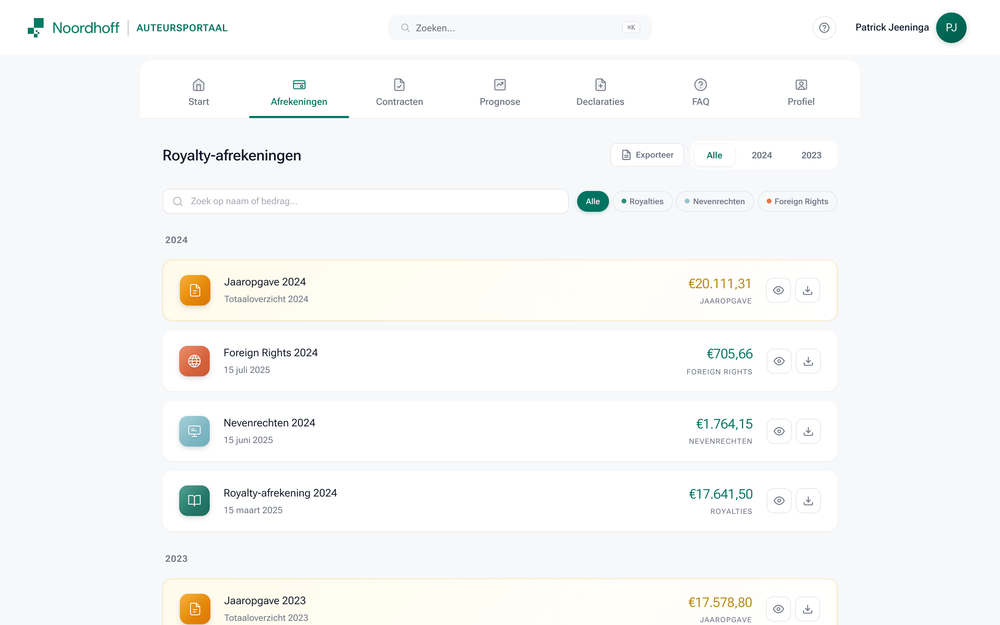 Noordhoff | AUTEURSPORTAAL
Zoeken...
⌘K
Patrick Jeeninga
PJ
Start
Afrekeningen
Contracten
Prognose
Declaraties
FAQ
Profiel
Royalty-afrekeningen
Exporteer
Alle
2024
2023
Zoek op naam of bedrag...
Alle
Royalties
Nevenrechten
Foreign Rights
2024
Jaaropgave 2024
Totaaloverzicht 2024
€20.111,31
JAAROPGAVE
Foreign Rights 2024
15 juli 2025
€705,66
FOREIGN RIGHTS
Nevenrechten 2024
15 juni 2025
€1.764,15
NEVENRECHTEN
Royalty-afrekening 2024
15 maart 2025
€17.641,50
ROYALTIES
2023
Jaaropgave 2023
Totaaloverzicht 2023
€17.578,80
JAAROPGAVE